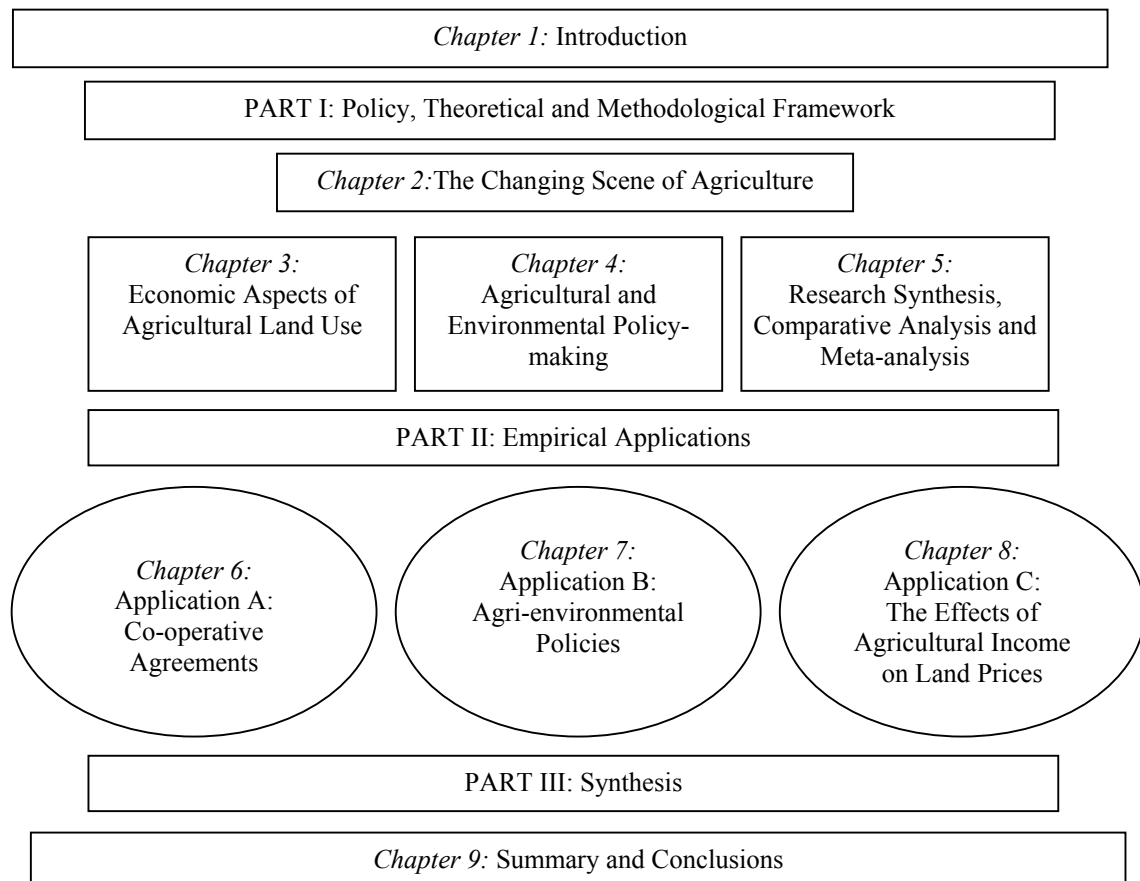 Chapter 1: Introduction
PART I: Policy, Theoretical and Methodological Framework
Chapter 2:The Changing Scene of Agriculture
Chapter 3:
Economic Aspects of
Agricultural Land Use
Chapter 4:
Agricultural and
Environmental Policy-
making
Chapter 5:
Research Synthesis,
Comparative Analysis and
Meta-analysis
PART II: Empirical Applications
Chapter 6:
Application A:
Co-operative
Agreements
Chapter 7:
Application B:
Agri-environmental
Policies
Chapter 8:
Application C:
The Effects of
Agricultural Income
on Land Prices
PART III: Synthesis
Chapter 9: Summary and Conclusions